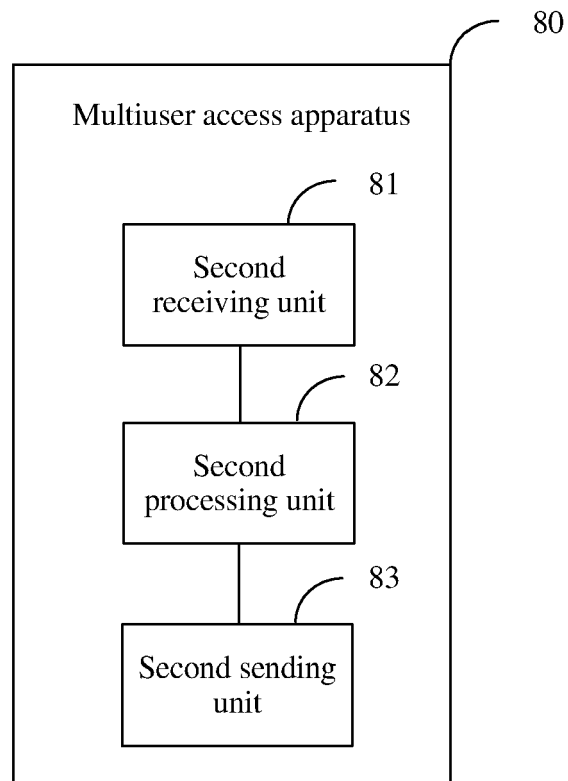 80
Multiuser access apparatus
81
Second
receiving unit
82
Second
processing unit
83
Second sending
unit